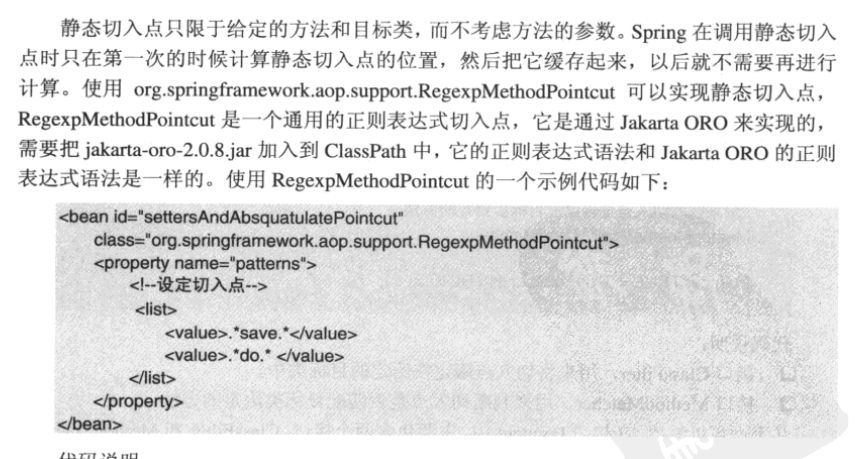 静态切入点只限于给定的方法和目标类，而不考虑方法的参数。Spring 在调用静态切入
点时只在第一次的时候计算静态切入点的位置，然后把它缓存起来，以后就不需要再进行
计算。使用 org.springframework.aop.support.RegexpMethodPointcut 可以实现静态切入点，
RegexpMethodPointcut 是一个通用的正则表达式切入点，它是通过 Jakarta ORO 来实现的，
需要把 jakarta-oro-2.0.8.jar 加入到 ClassPath 中，它的正则表达式语法和 Jakarta ORO 的正则
表达式语法是一样的。使用 RegexpMethodPointcut 的一个示例代码如下：
<bean id="settersAndAbsquatulatePointcut"
class="org.springframework.aop.support.RegexpMethodPointcut">
<property name="patterns">
<!--设定切入点-->
<list>
<value>.*save.*</value>
<value>.*do.* </value>
</list>
</property>
</bean>